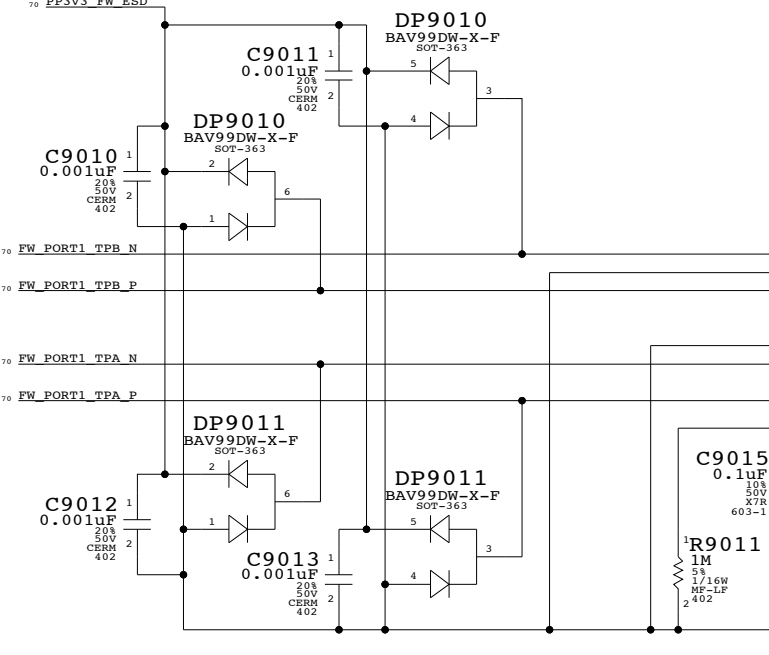 70 PP3V3_FW_ESD
DP9010
BAV99DW-X-F
SOT-363
C9011
0.001uF
20%
50V
CERM
402
1
2
5
4
3
DP9010
BAV99DW-X-F
SOT-363
C9010
0.001uF
20%
50V
CERM
402
1
2
2
1
6
70 FW_PORT1_TPB_N
70 FW_PORT1_TPB_P
70 FW_PORT1_TPA_N
70 FW_PORT1_TPA_P
DP9011
BAV99DW-X-F
SOT-363
C9012
0.001uF
20%
50V
CERM
402
1
2
2
1
6
DP9011
BAV99DW-X-F
SOT-363
C9013
0.001uF
20%
50V
CERM
402
1
2
5
4
3
C9015
0.1uF
10%
50V
X7R
603-1
1
R9011
1M
5%
1/16W
MF-LF
402
2